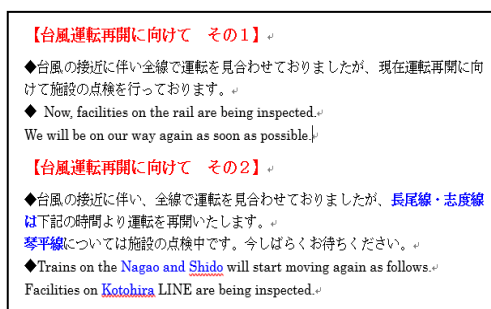 【台風運転再開に向けて　その１】
◆台風の接近に伴い全線で運転を見合わせておりましたが、現在運転再開に向
けて施設の点検を行っております。
◆ Now, facilities on the rail are being inspected.
We will be on our way again as soon as possible.
【台風運転再開に向けて　その２】
◆台風の接近に伴い、全線で運転を見合わせておりましたが、長尾線・志度線
は下記の時間より運転を再開いたします。
琴平線については施設の点検中です。今しばらくお待ちください。
◆Trains on the Nagao and Shido will start moving again as follows.
Facilities on Kotohira LINE are being inspected.